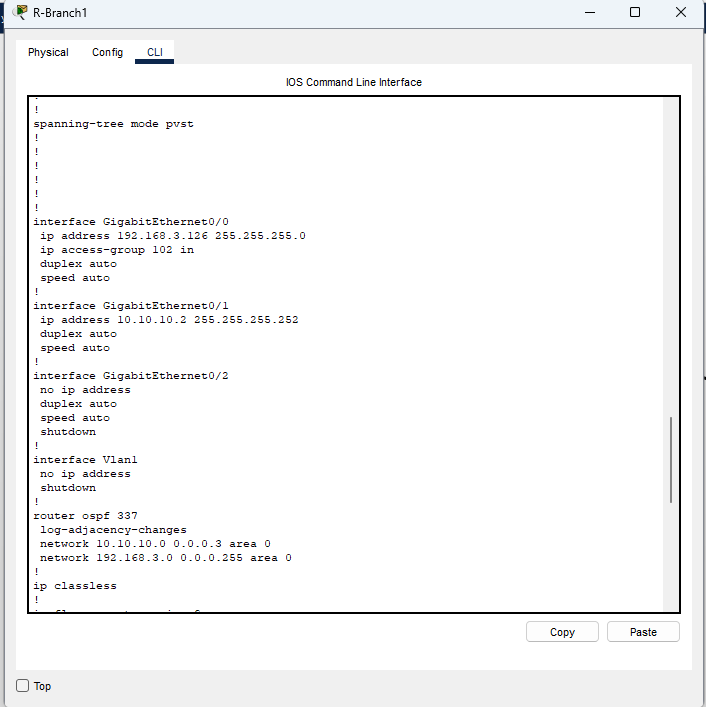 R-Branch1
Physical Config CLI
IOS Command Line Interface
!
spanning-tree mode pvst
!
!
!
!
!
!
interface GigabitEthernet0/0
ip address 192.168.3.126 255.255.255.0
ip access-group 102 in
duplex auto
speed auto
!
interface GigabitEthernet0/1
ip address 10.10.10.2 255.255.255.252
duplex auto
speed auto
!
interface GigabitEthernet0/2
no ip address
duplex auto
speed auto
shutdown
!
interface Vlan1
no ip address
shutdown
!
router ospf 337
log-adjacency-changes
network 10.10.10.0 0.0.0.3 area 0
network 192.168.3.0 0.0.0.255 area 0
!
ip classless
!
Copy Paste
Top